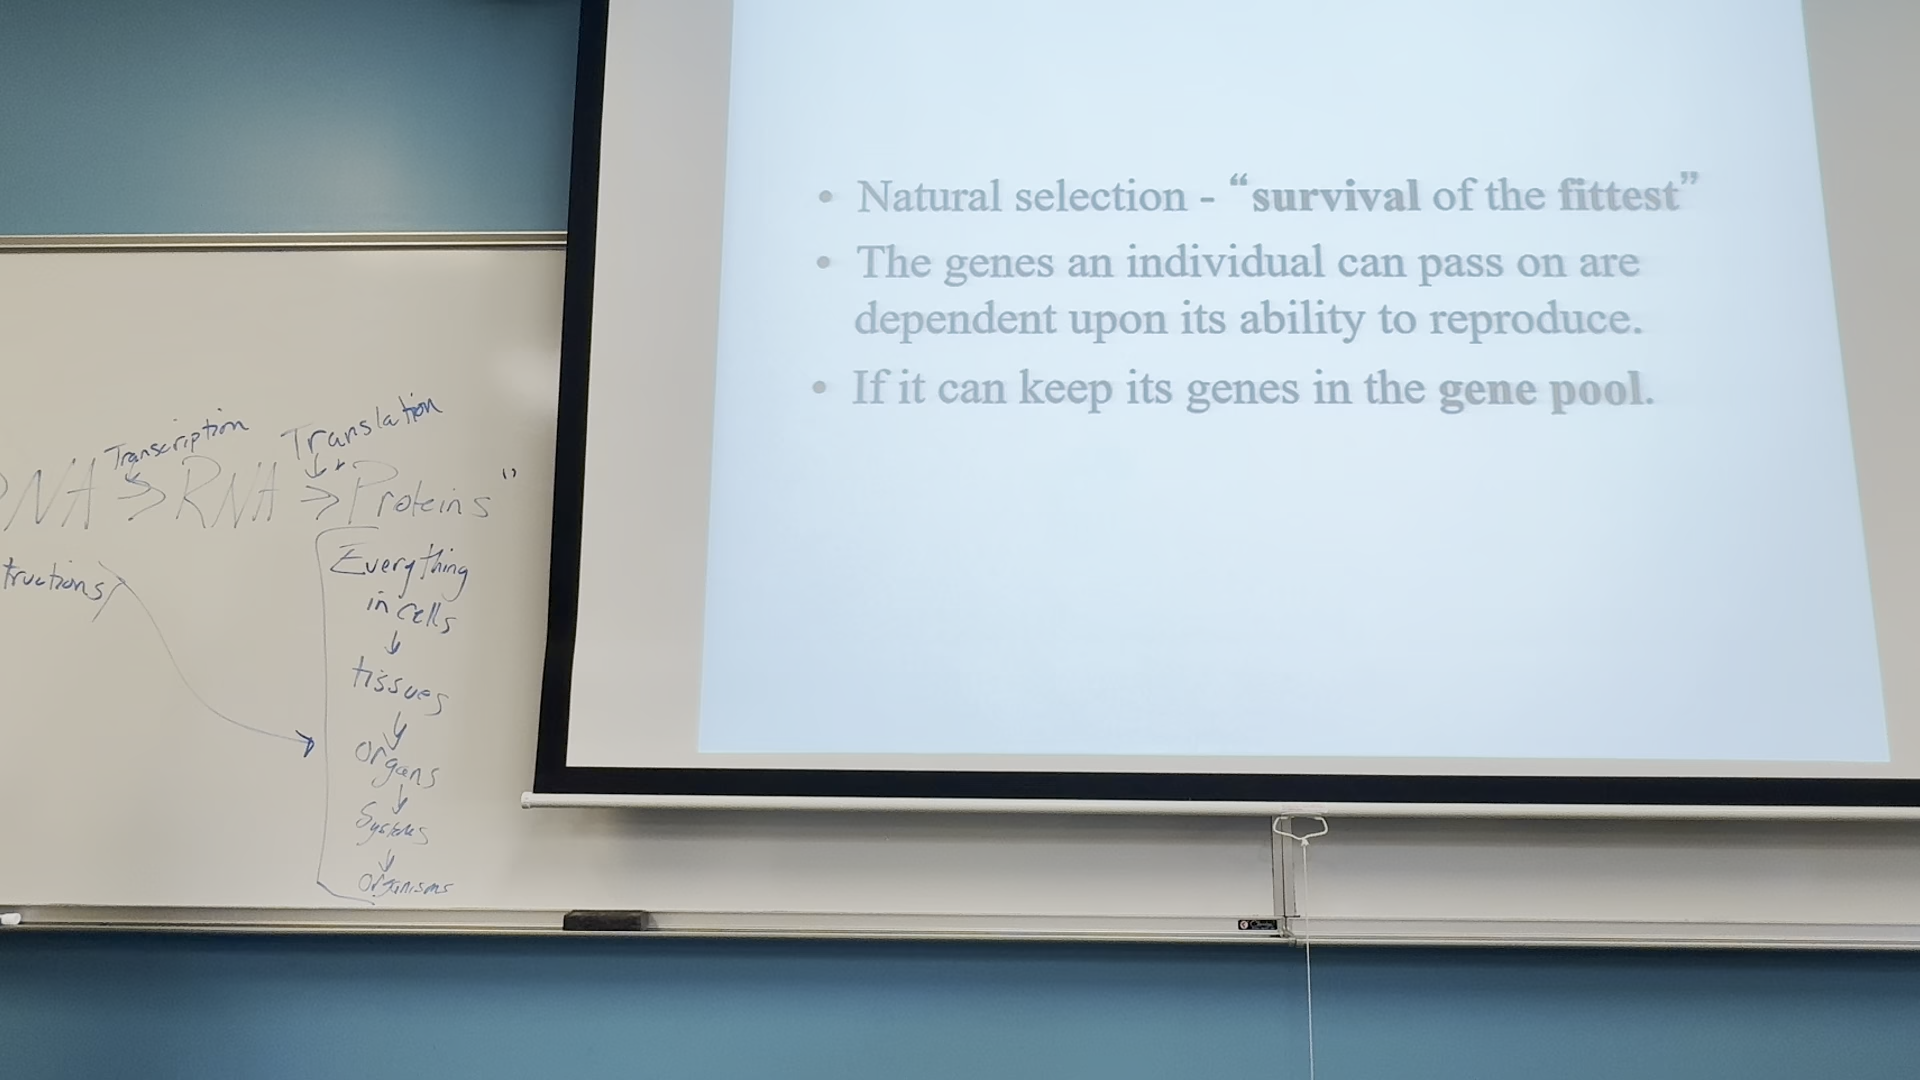 Transcription Translation
NA → RNA → Proteins"
tructions)
Everything
in cells
↓
tissues
↓
organs
↓
Systems
↓
Organisms
• Natural selection - “survival of the fittest”
• The genes an individual can pass on are
dependent upon its ability to reproduce.
• If it can keep its genes in the gene pool.